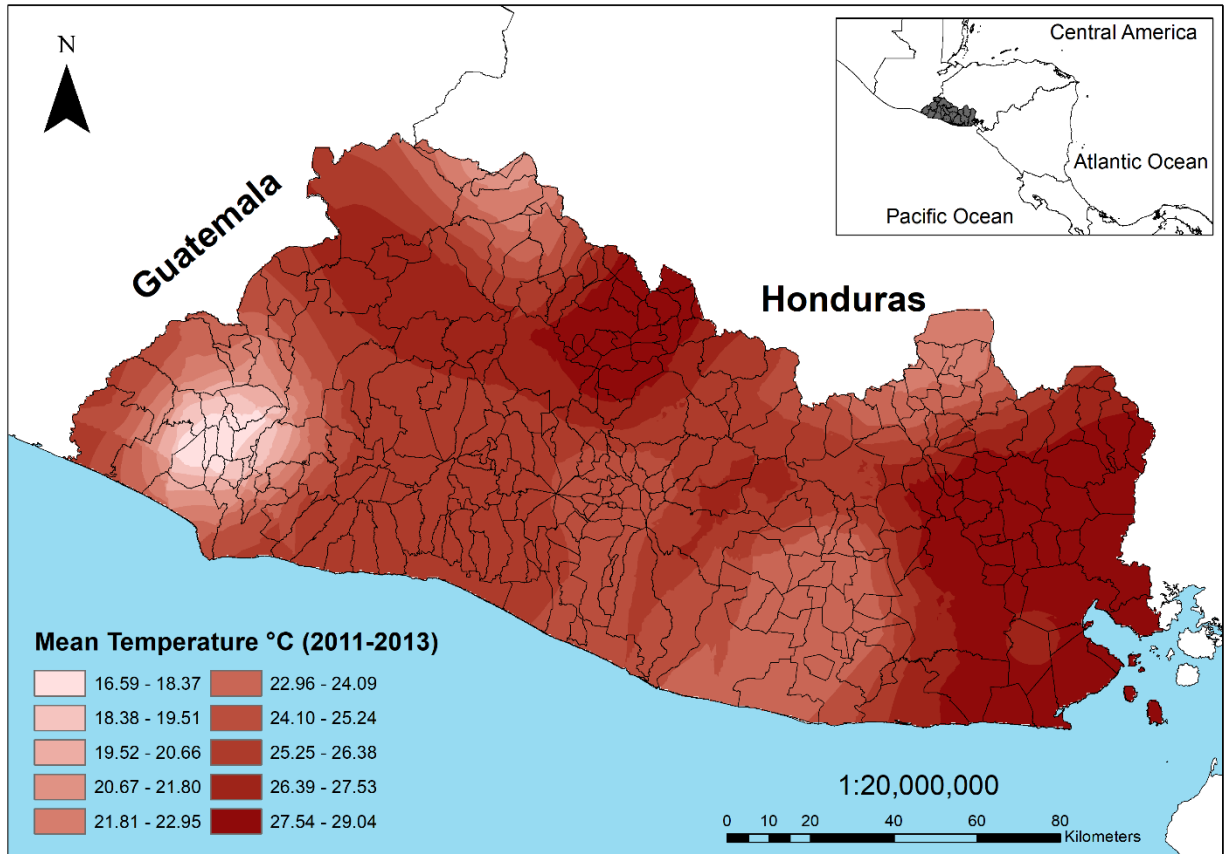 N
Guatemala
Honduras
Central America
Atlantic Ocean
Pacific Ocean
Mean Temperature °C (2011-2013)
16.59 - 18.37
18.38 - 19.51
19.52 - 20.66
20.67 - 21.80
21.81 - 22.95
22.96 - 24.09
24.10 - 25.24
25.25 - 26.38
26.39 - 27.53
27.54 - 29.04
1:20,000,000
0 5 10 20 40 60 80
Kilometers